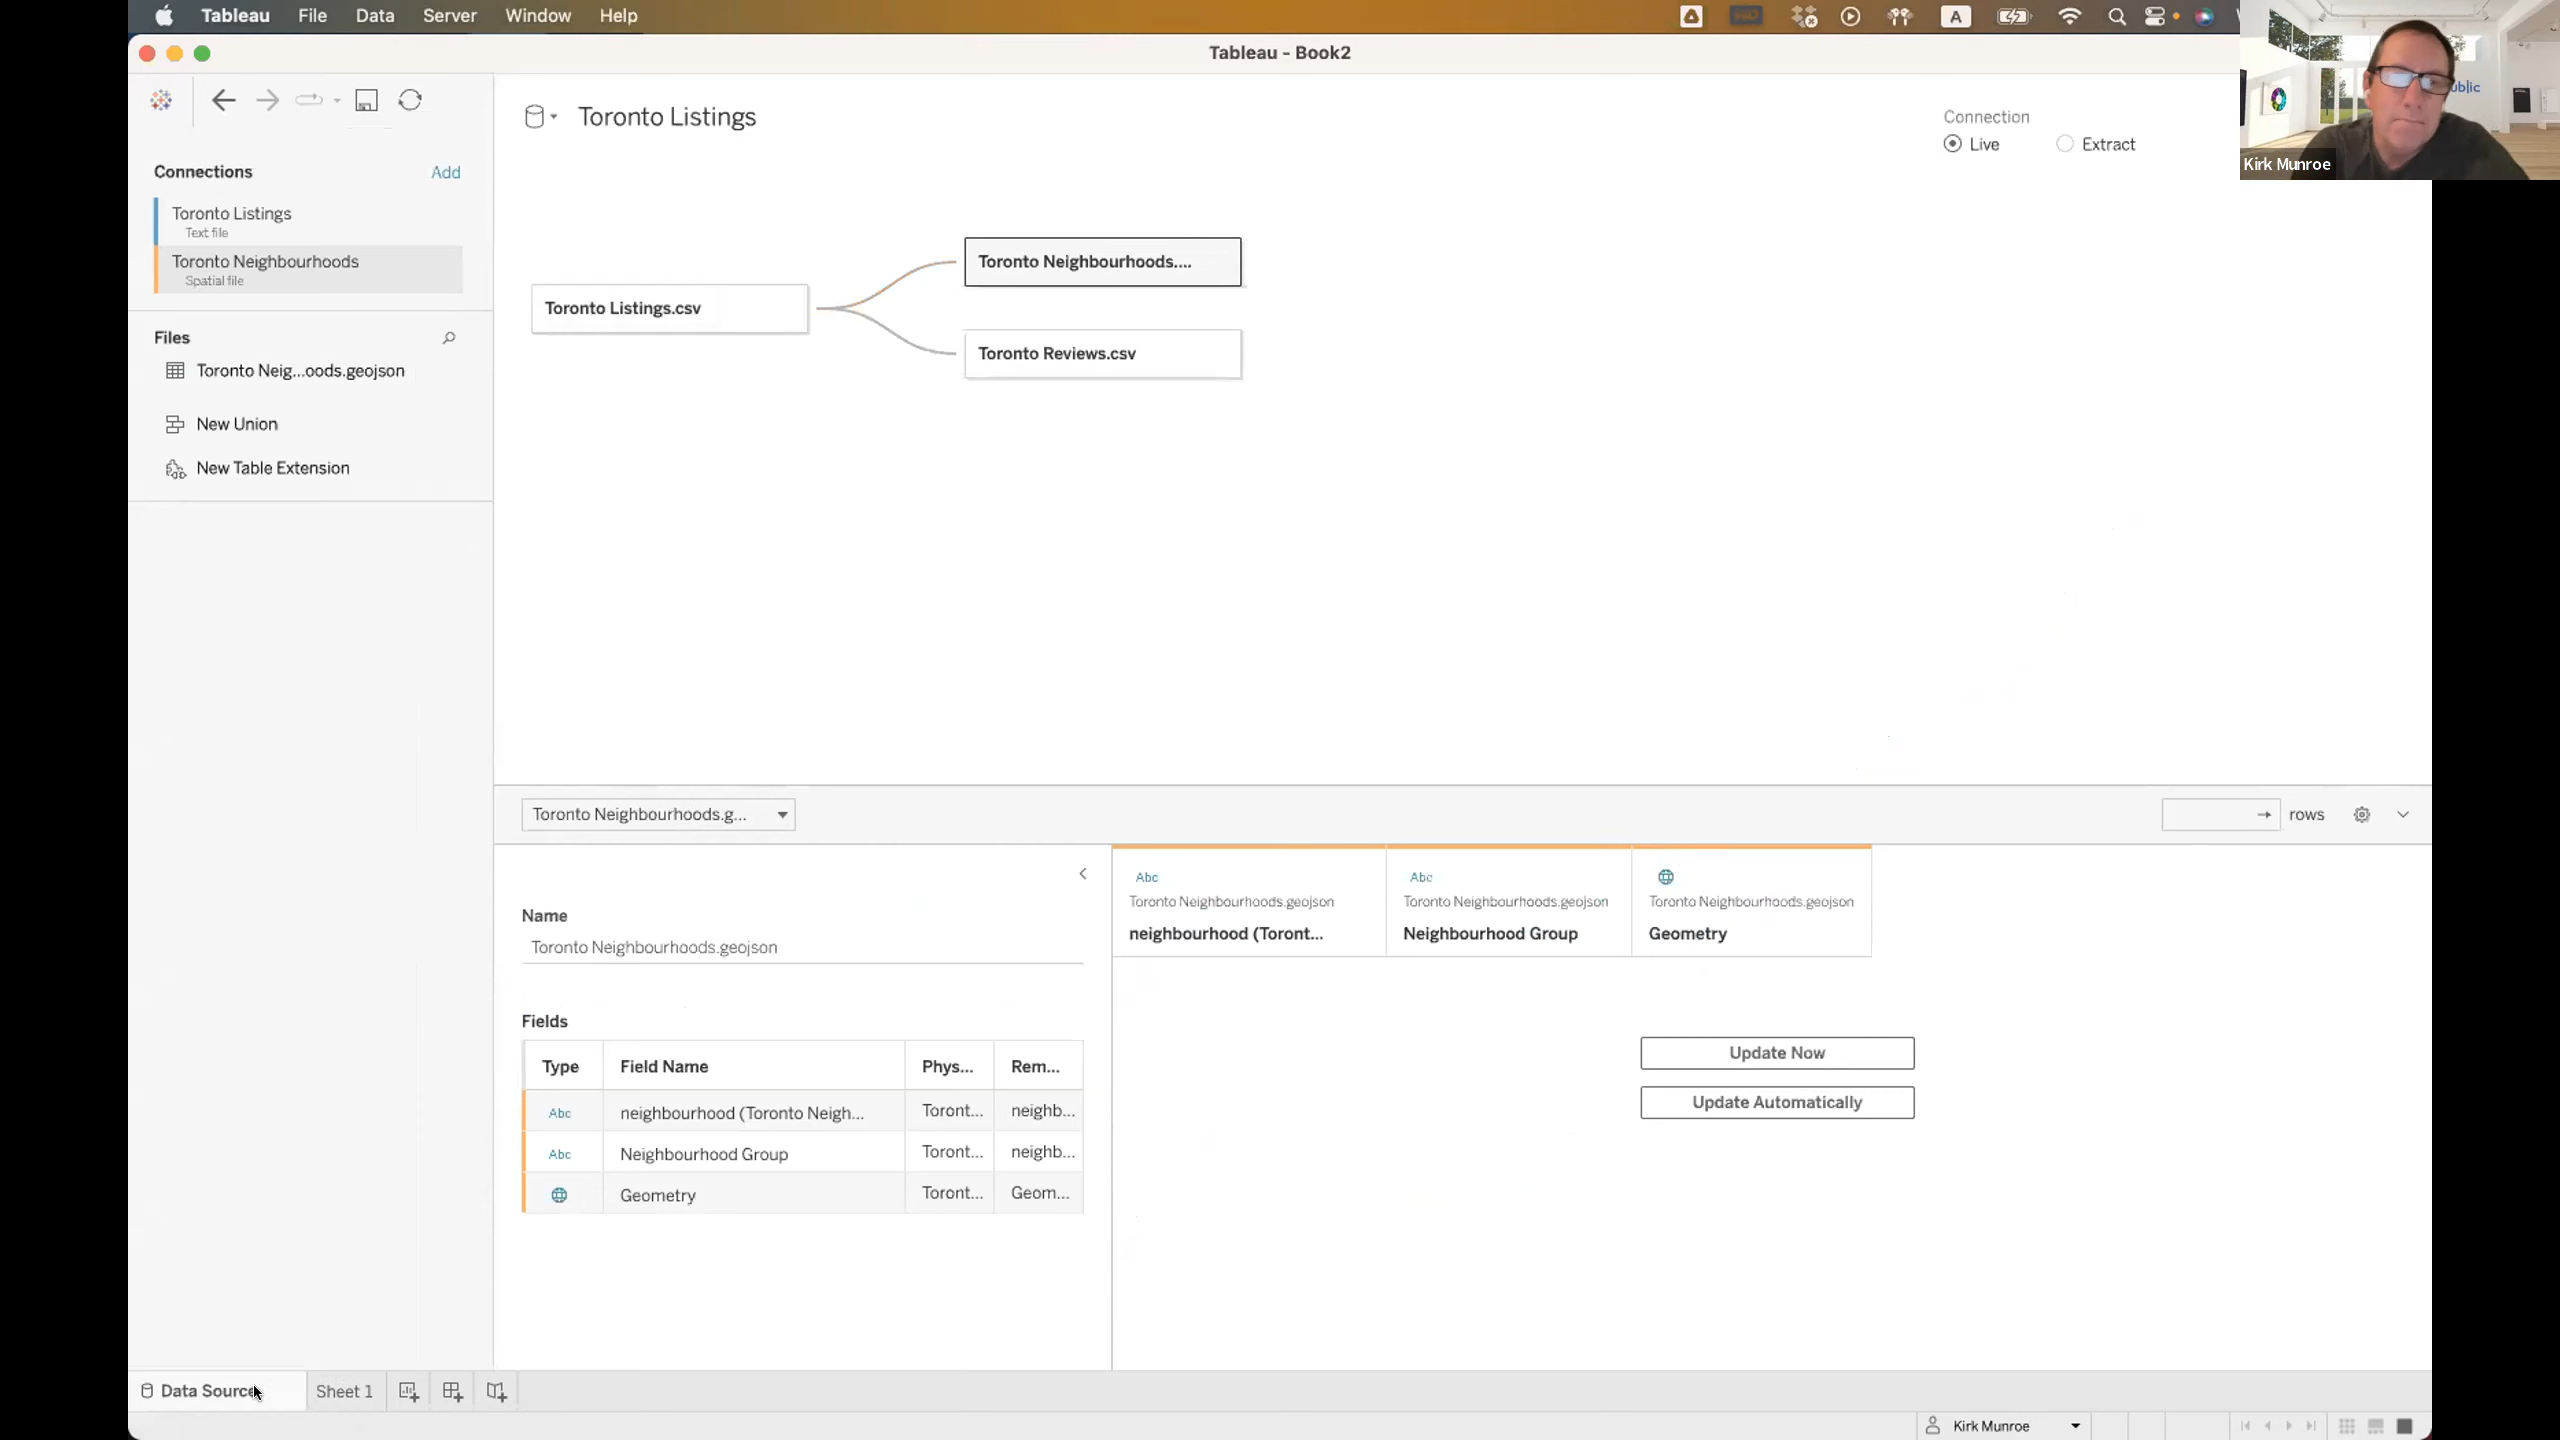 Tableau File Data Server Window Help
A
Tableau - Book2
ublic
Kirk Munroe
Toronto Listings
Connection
Live Extract
Connections Add
Toronto Listings
Text file
Toronto Neighbourhoods
Spatial file
Files
Toronto Neig...oods.geojson
New Union
New Table Extension
Toronto Listings.csv
Toronto Neighbourhoods....
Toronto Reviews.csv
Toronto Neighbourhoods.g...
rows
Name
Toronto Neighbourhoods.geojson
Fields
Type Field Name Phys... Rem...
Abc neighbourhood (Toronto Neigh... Toront... neighb...
Abc Neighbourhood Group Toront... neighb...
Geometry Toront... Geom...
Abc Abc
Toronto Neighbourhoods.geojson Toronto Neighbourhoods.geojson Toronto Neighbourhoods.geojson
neighbourhood (Toront... Neighbourhood Group Geometry
Update Now
Update Automatically
Data Source Sheet 1
Kirk Munroe